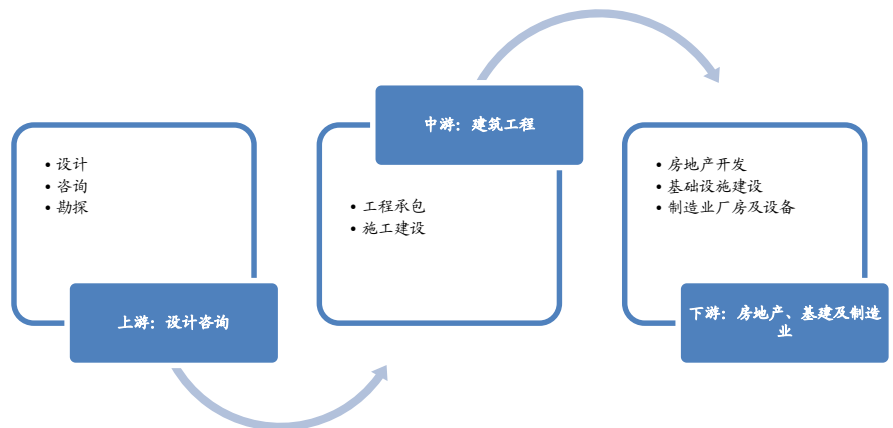 • 设计
• 咨询
• 勘探
上游：设计咨询
中游：建筑工程
• 工程承包
• 施工建设
• 房地产开发
• 基础设施建设
• 制造业厂房及设备
下游：房地产、基建及制造
业